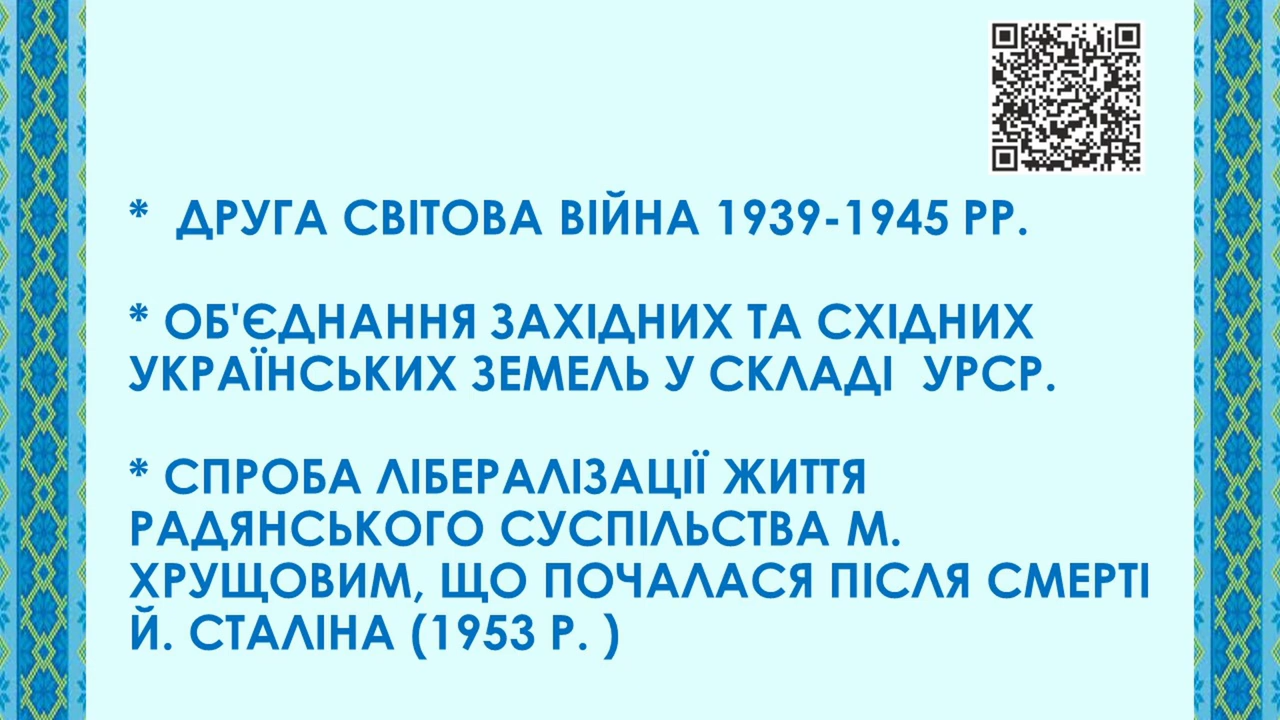 * ДРУГА СВІТОВА ВІЙНА 1939-1945 РР.
* ОБ'ЄДНАННЯ ЗАХІДНИХ ТА СХІДНИХ
УКРАЇНСЬКИХ ЗЕМЕЛЬ У СКЛАДІ УРСР.
* СПРОБА ЛІБЕРАЛІЗАЦІЇ ЖИТТЯ
РАДЯНСЬКОГО СУСПІЛЬСТВА М.
ХРУЩОВИМ, ЩО ПОЧАЛАСЯ ПІСЛЯ СМЕРТІ
Й. СТАЛІНА (1953 Р. )